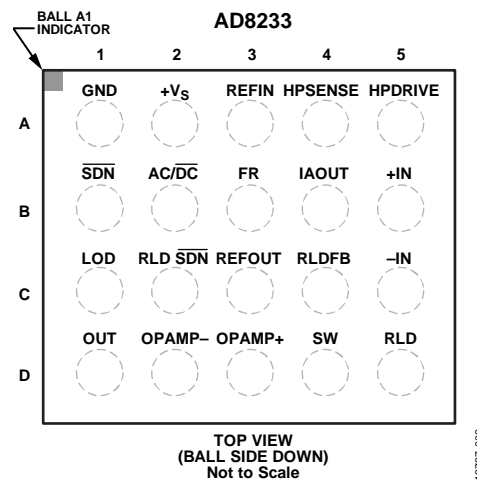 BALL A1
INDICATOR
AD8233
1 2 3 4 5
GND +VS REFIN HPSENSE HPDRIVE
A
SDN AC/DC FR IAOUT +IN
B
LOD RLD SDN REFOUT RLDFB –IN
C
OUT OPAMP– OPAMP+ SW RLD
D
TOP VIEW
(BALL SIDE DOWN)
Not to Scale